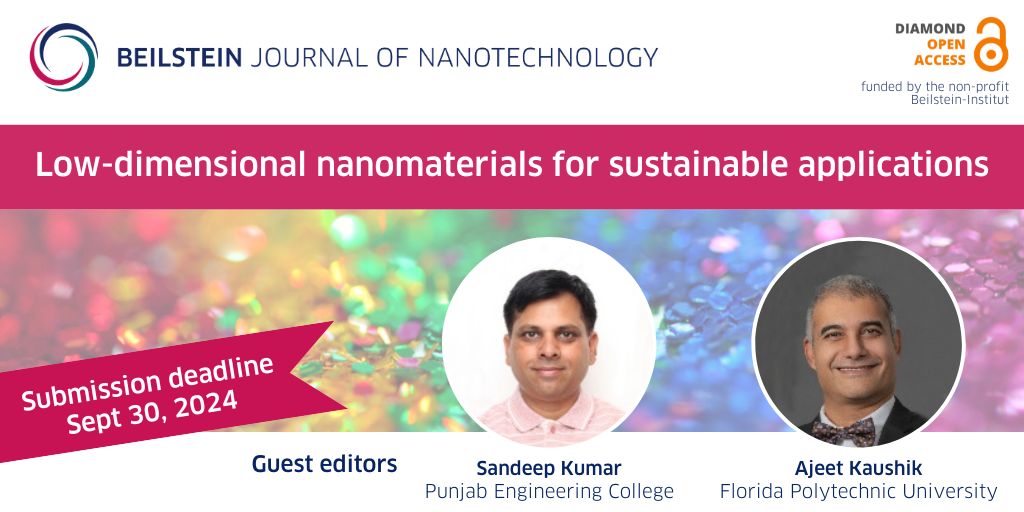 BEILSTEIN JOURNAL OF NANOTECHNOLOGY
DIAMOND
OPEN
ACCESS
funded by the non-profit
Beilstein-Institut
Low-dimensional nanomaterials for sustainable applications
Submission deadline
Sept 30, 2024
Guest editors
Sandeep Kumar
Punjab Engineering College
Ajeet Kaushik
Florida Polytechnic University